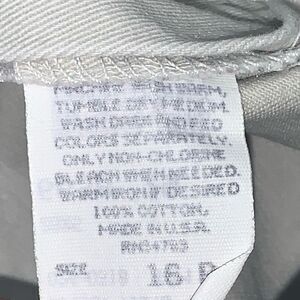 MACHINE WASH WARM,
TUMBLE DRY MEDIUM.
WASH DARK AND RED
COLORS SEPARATELY.
ONLY NON-CHLORINE
BLEACH WHEN NEEDED.
WARM IRON IF DESIRED
100% COTTON.
MADE IN U.S.A.
SIZE 16 P